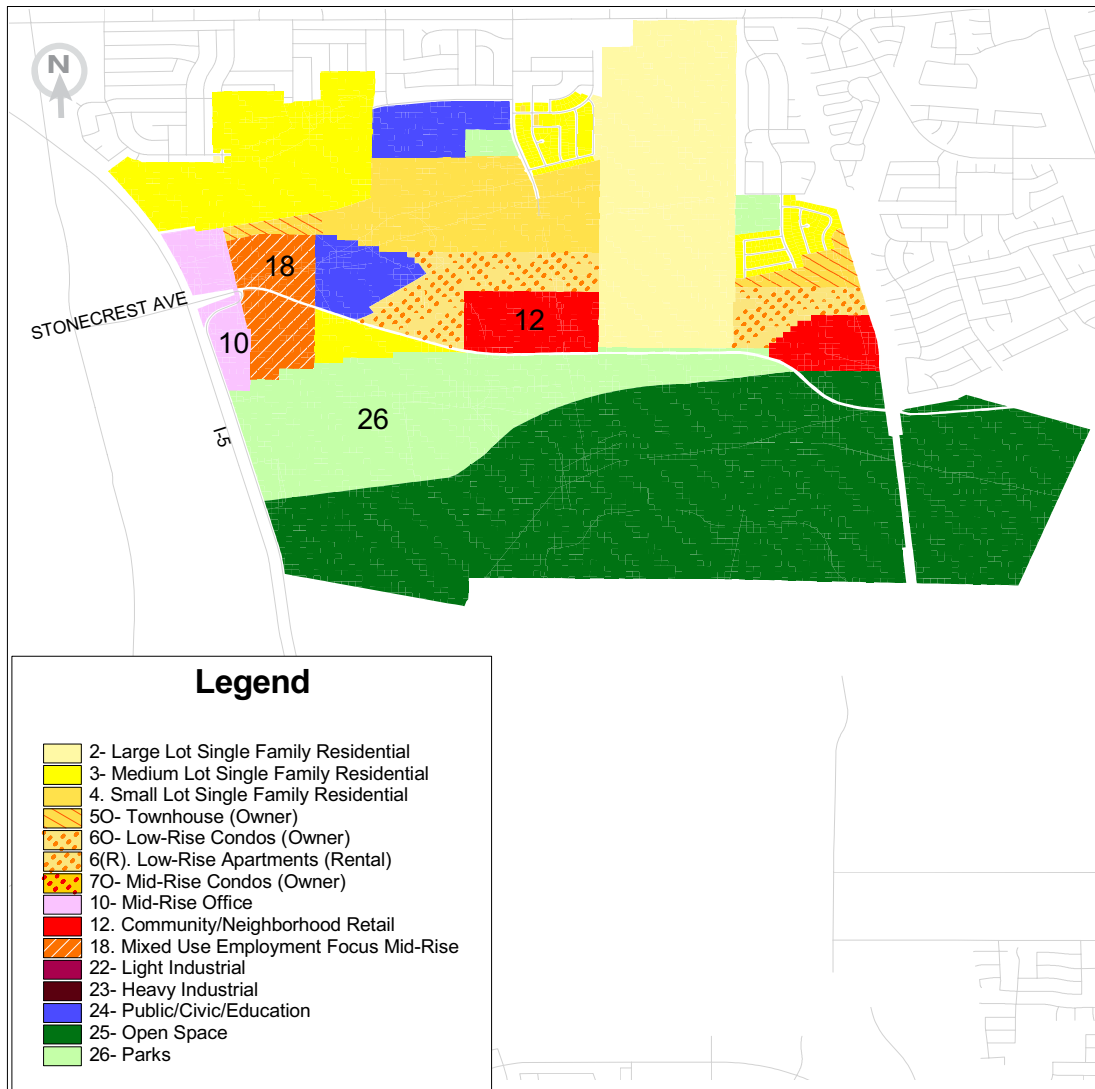 N
18
STONECREST AVE
12
10
26
I-5
Legend
2- Large Lot Single Family Residential
3- Medium Lot Single Family Residential
4. Small Lot Single Family Residential
5O- Townhouse (Owner)
6O- Low-Rise Condos (Owner)
6(R). Low-Rise Apartments (Rental)
7O- Mid-Rise Condos (Owner)
10- Mid-Rise Office
12. Community/Neighborhood Retail
18. Mixed Use Employment Focus Mid-Rise
22- Light Industrial
23- Heavy Industrial
24- Public/Civic/Education
25- Open Space
26- Parks